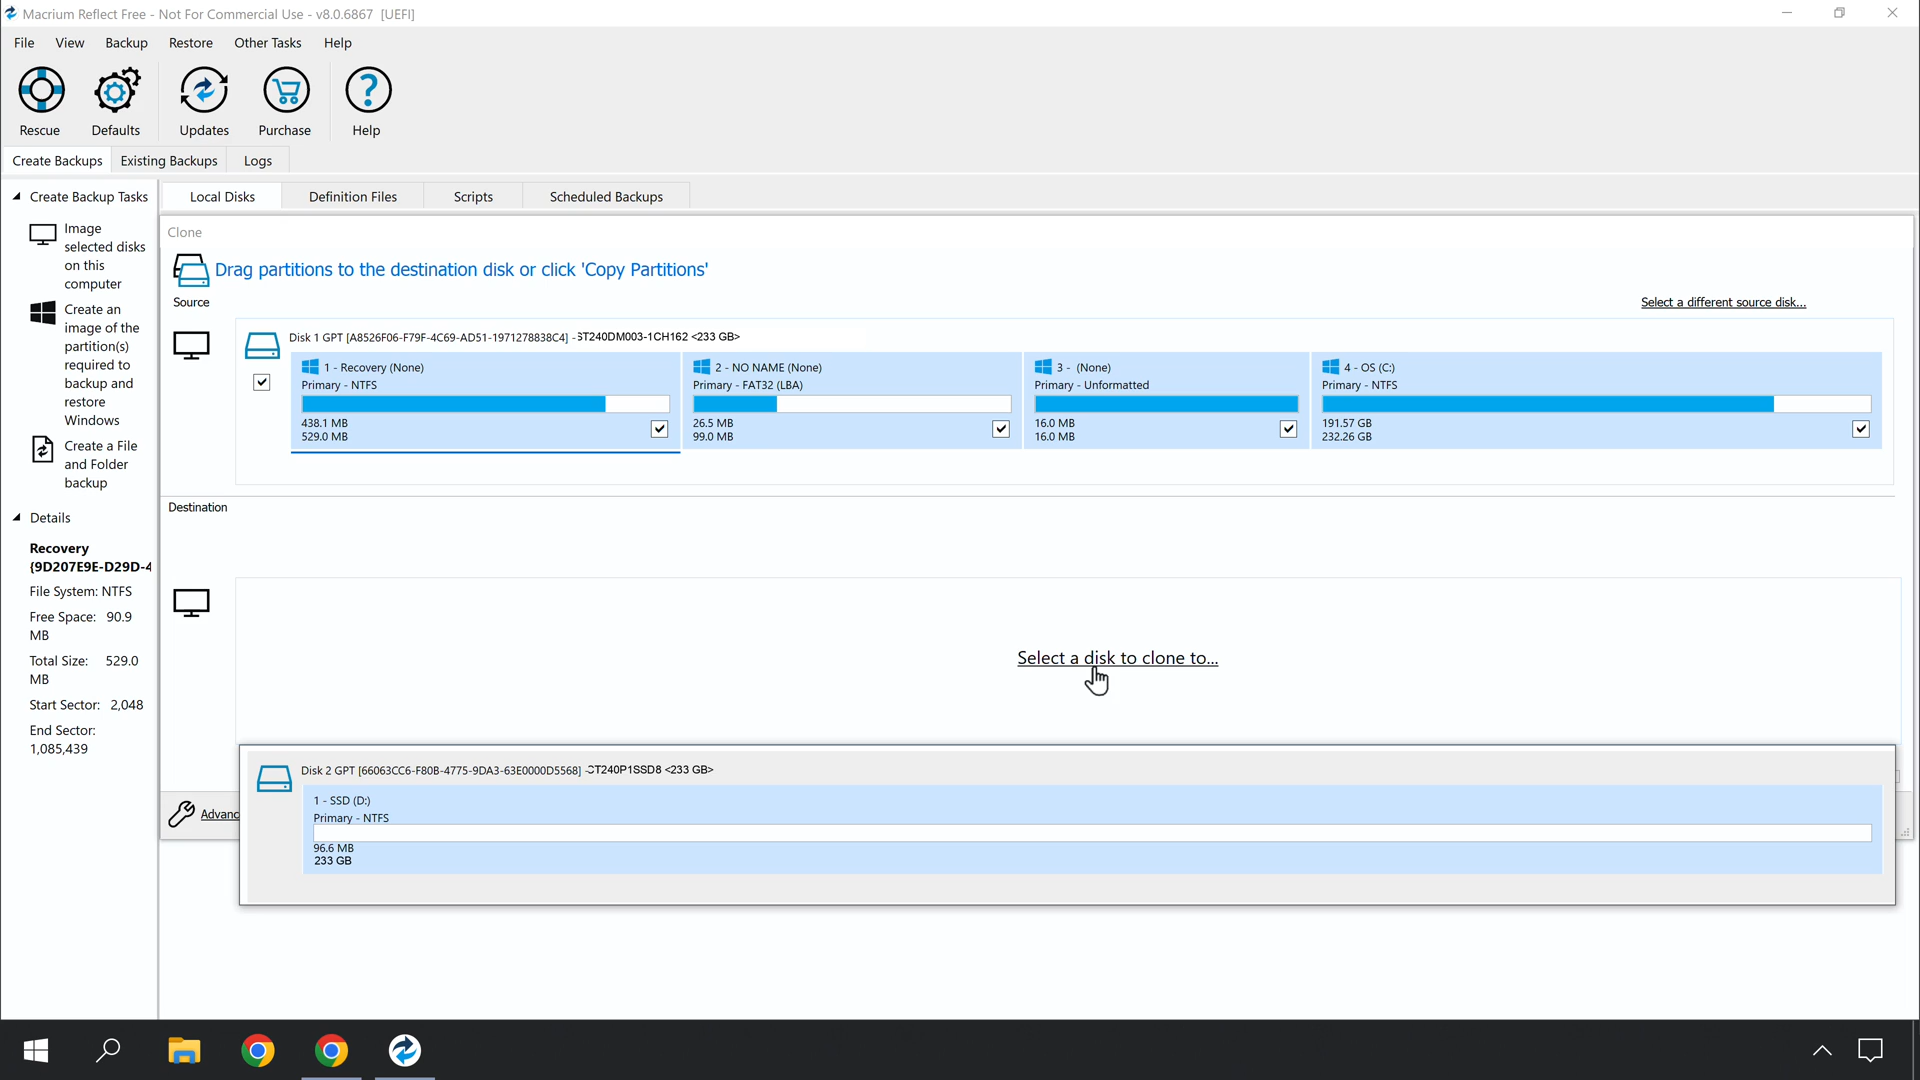 Macrium Reflect Free - Not For Commercial Use - v8.0.6867 [UEFI]
File View Backup Restore Other Tasks Help
Rescue Defaults Updates Purchase Help
Create Backups Existing Backups Logs
Create Backup Tasks
Image
selected disks
on this
computer
Create an
image of the
partition(s)
required to
backup and
restore
Windows
Create a File
and Folder
backup
Details
Recovery
{9D207E9E-D29D-4
File System: NTFS
Free Space: 90.9
MB
Total Size: 529.0
MB
Start Sector: 2,048
End Sector:
1,085,439
Local Disks Definition Files Scripts Scheduled Backups
Clone
Drag partitions to the destination disk or click 'Copy Partitions'
Source
Select a different source disk...
Disk 1 GPT [A8526F06-F79F-4C69-AD51-1971278838C4] - ST240DM003-1CH162 <233 GB>
1 - Recovery (None)
Primary - NTFS
438.1 MB
529.0 MB
2 - NO NAME (None)
Primary - FAT32 (LBA)
26.5 MB
99.0 MB
3 - (None)
Primary - Unformatted
16.0 MB
16.0 MB
4 - OS (C:)
Primary - NTFS
191.57 GB
232.26 GB
Destination
Select a disk to clone to...
Advanc
Disk 2 GPT [66063CC6-F80B-4775-9DA3-63E0000D5568] - CT240P1SSD8 <233 GB>
1 - SSD (D:)
Primary - NTFS
96.6 MB
233 GB